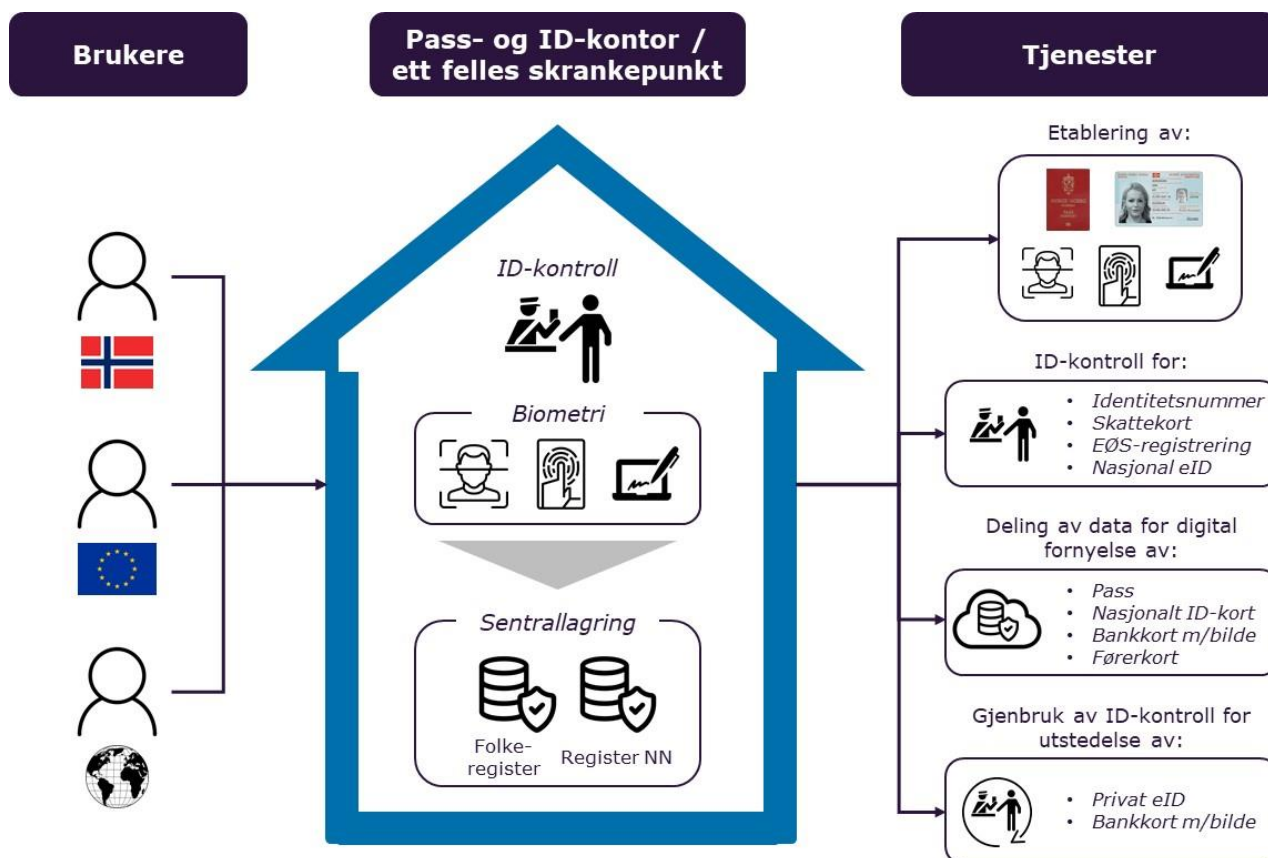 Brukere
Pass- og ID-kontor /
ett felles skrankepunkt
Tjenester
ID-kontroll
Biometri
Sentrallagring
Folke-
register
Register NN
Etablering av:
ID-kontroll for:
• Identitetsnummer
• Skattekort
• EØS-registrering
• Nasjonal eID
Deling av data for digital
fornyelse av:
• Pass
• Nasjonalt ID-kort
• Bankkort m/bilde
• Førerkort
Gjenbruk av ID-kontroll for
utstedelse av:
• Privat eID
• Bankkort m/bilde